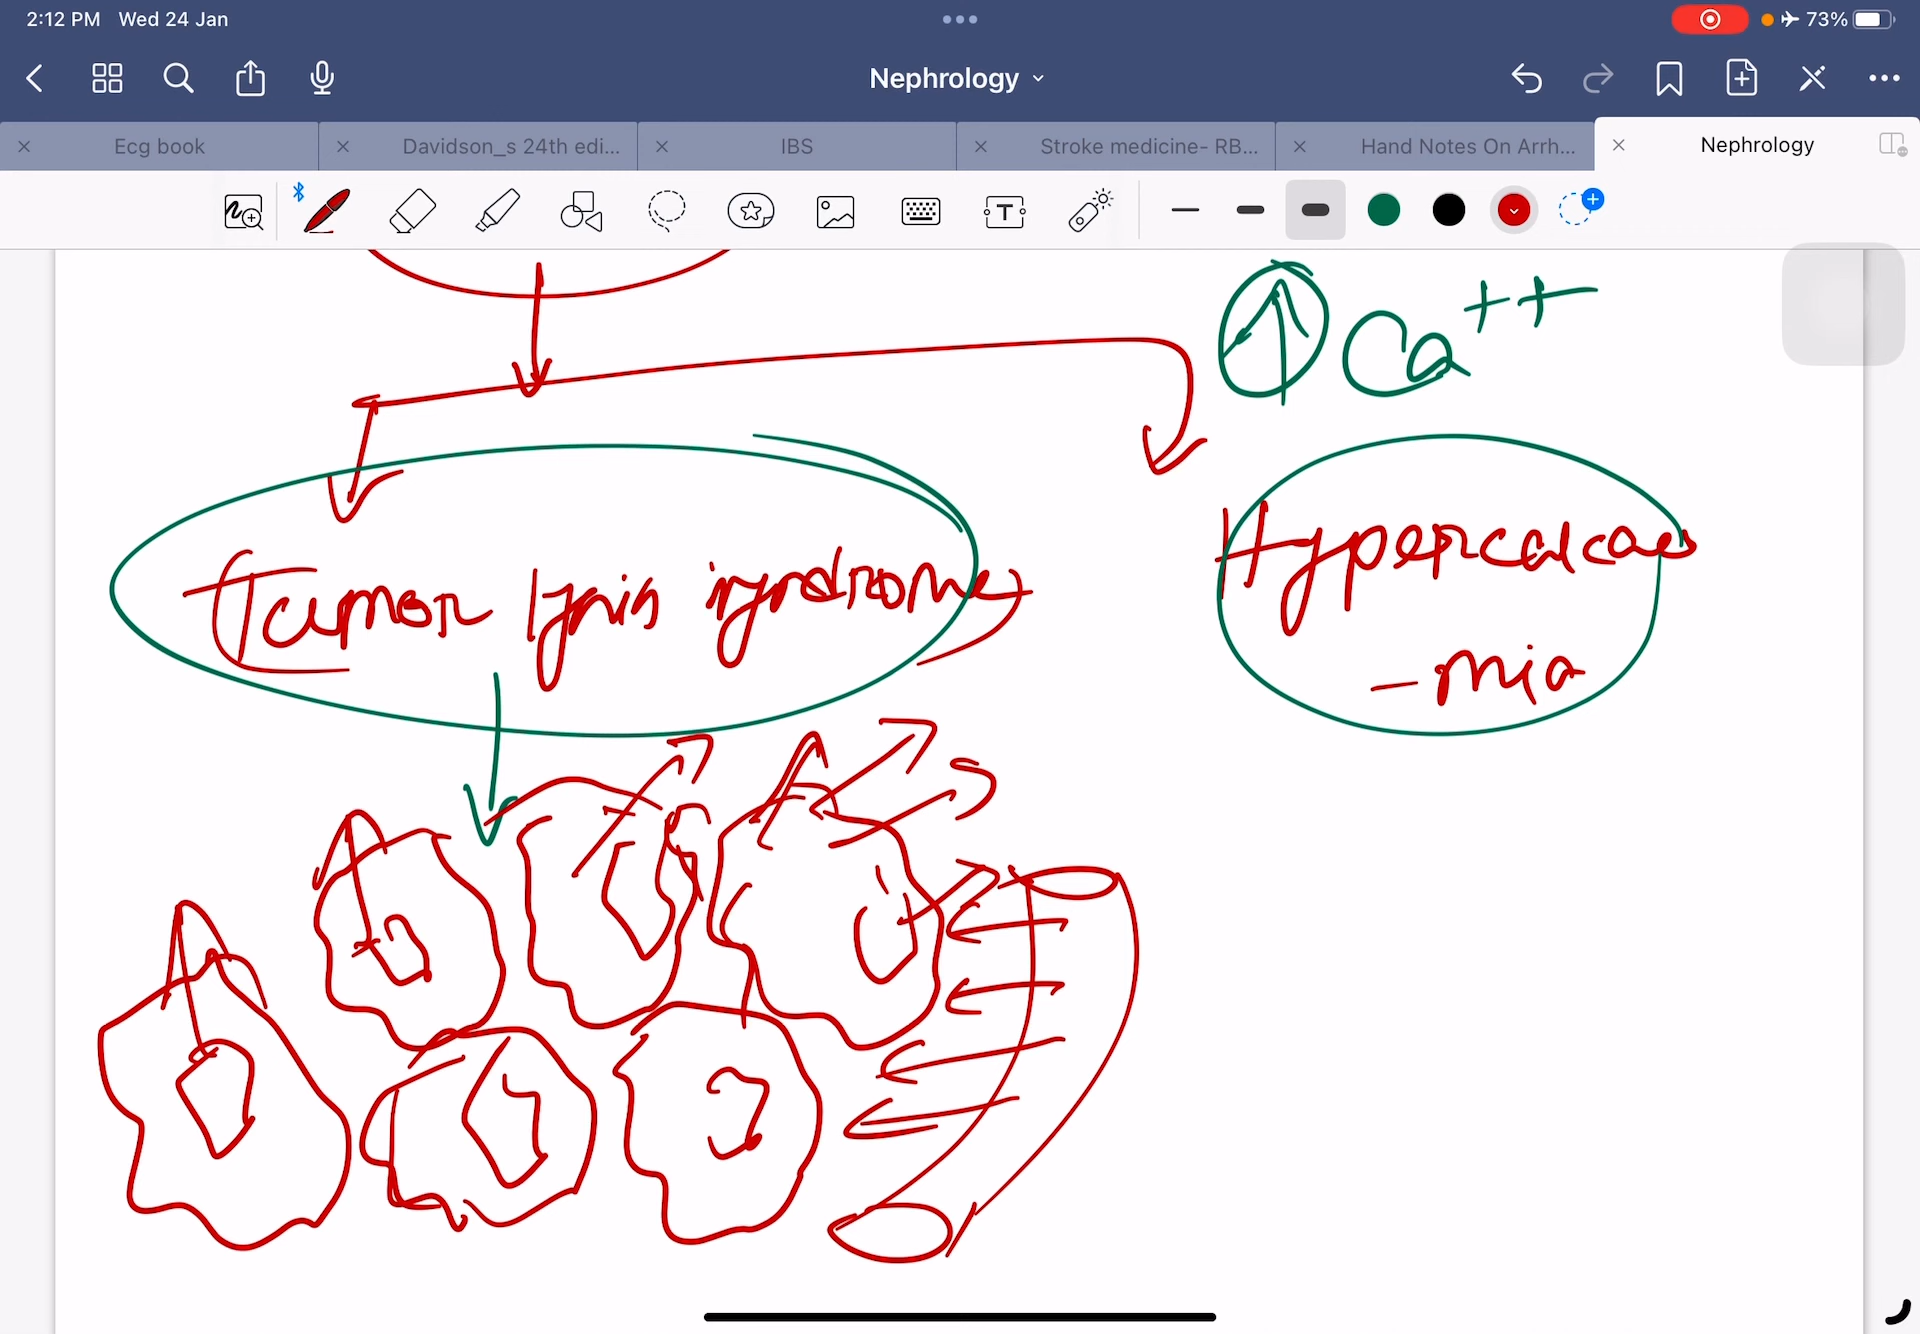 2:12 PM Wed 24 Jan
73%
Nephrology
Ecg book
Davidson_s 24th edi...
IBS
Stroke medicine- RB...
Hand Notes On Arrh...
Nephrology
T
↑ Ca++
Tumor lysis syndrome
Hypercalcae
-mia